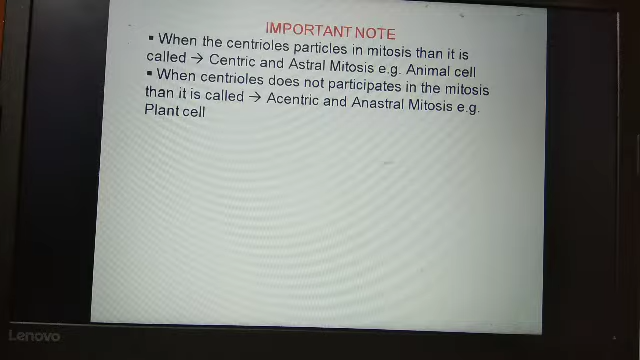 IMPORTANT NOTE
▪ When the centrioles particles in mitosis than it is
called → Centric and Astral Mitosis e.g. Animal cell
▪ When centrioles does not participates in the mitosis
than it is called → Acentric and Anastral Mitosis e.g.
Plant cell
Lenovo